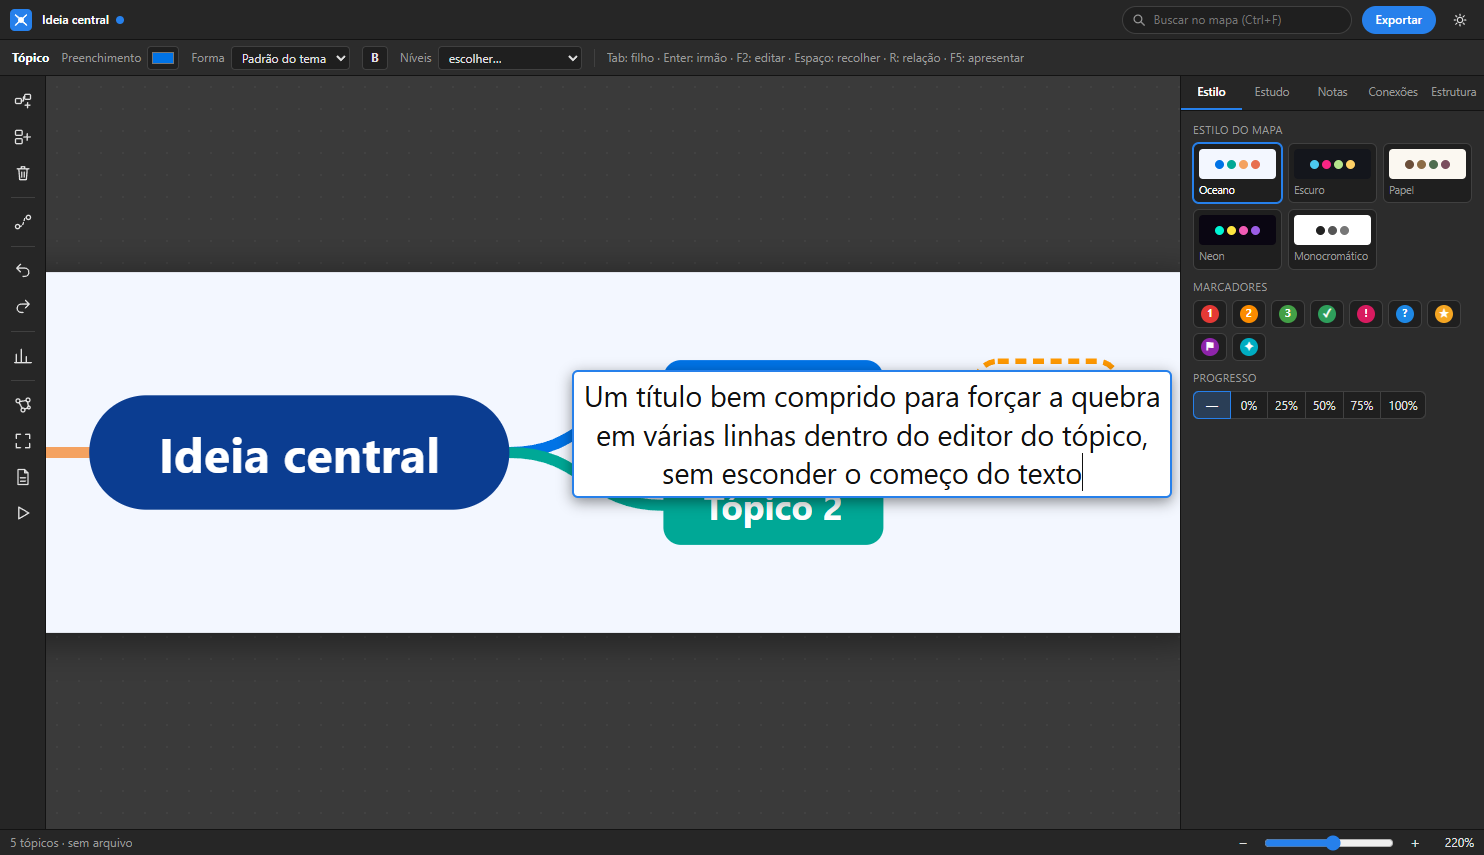 Ideia central
Buscar no mapa (Ctrl+F)
Exportar
Tópico
Preenchimento
Forma
Padrão do tema
B
Níveis
escolher...
Tab: filho · Enter: irmão · F2: editar · Espaço: recolher · R: relação · F5: apresentar
Estilo
Estudo
Notas
Conexões
Estrutura
ESTILO DO MAPA
Oceano
Escuro
Papel
Neon
Monocromático
MARCADORES
1
2
3
!
?
PROGRESSO
—
0%
25%
50%
75%
100%
Ideia central
Um título bem comprido para forçar a quebra
em várias linhas dentro do editor do tópico,
sem esconder o começo do texto
Tópico 2
5 tópicos · sem arquivo
−
+
220%